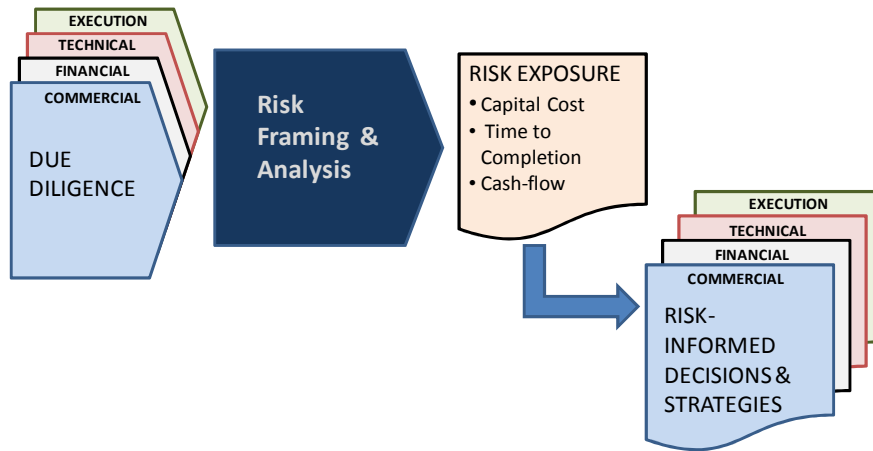 EXECUTION
TECHNICAL
FINANCIAL
COMMERCIAL
DUE
DILIGENCE
Risk
Framing &
Analysis
RISK EXPOSURE
• Capital Cost
• Time to
Completion
• Cash-flow
EXECUTION
TECHNICAL
FINANCIAL
COMMERCIAL
RISK-
INFORMED
DECISIONS &
STRATEGIES